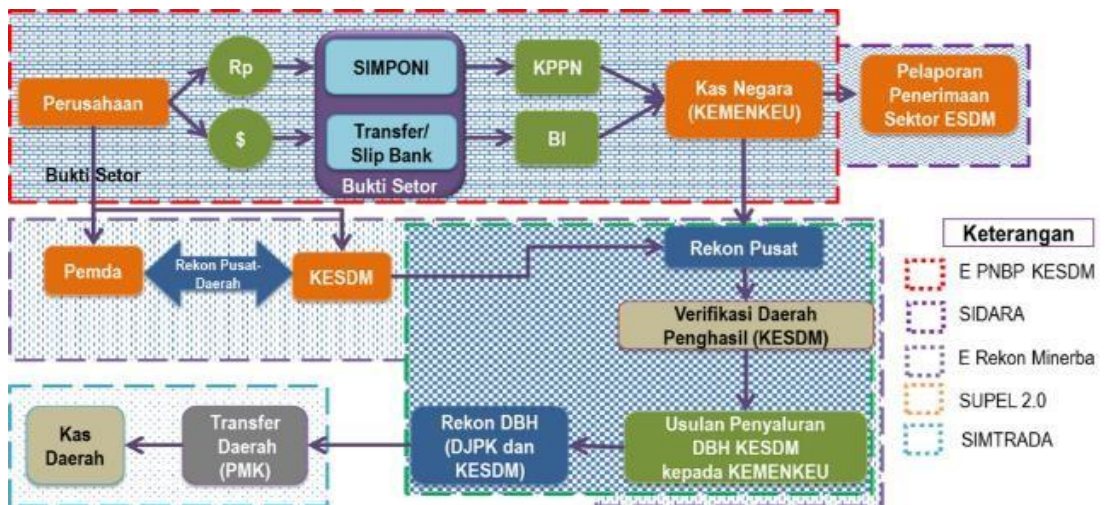 Perusahaan
Rp
$
SIMPONI
Transfer/
Slip Bank
Bukti Setor
KPPN
BI
Kas Negara
(KEMENKEU)
Pelaporan
Penerimaan
Sektor ESDM
Bukti Setor
Pemda
Rekon Pusat-
Daerah
KESDM
Rekon Pusat
Verifikasi Daerah
Penghasil (KESDM)
Usulan Penyaluran
DBH KESDM
kepada KEMENKEU
Rekon DBH
(DJPK dan
KESDM)
Transfer
Daerah
(PMK)
Kas
Daerah
Keterangan
E PNBP KESDM
SIDARA
E Rekon Minerba
SUPEL 2.0
SIMTRADA